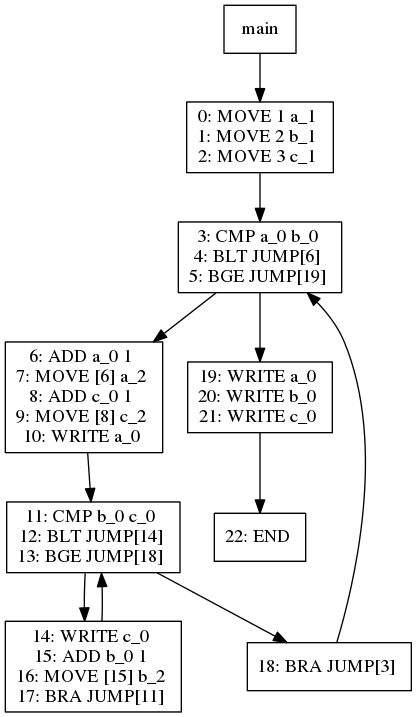 main
0: MOVE 1 a_1
1: MOVE 2 b_1
2: MOVE 3 c_1
3: CMP a_0 b_0
4: BLT JUMP[6]
5: BGE JUMP[19]
6: ADD a_0 1
7: MOVE [6] a_2
8: ADD c_0 1
9: MOVE [8] c_2
10: WRITE a_0
19: WRITE a_0
20: WRITE b_0
21: WRITE c_0
11: CMP b_0 c_0
12: BLT JUMP[14]
13: BGE JUMP[18]
22: END
14: WRITE c_0
15: ADD b_0 1
16: MOVE [15] b_2
17: BRA JUMP[11]
18: BRA JUMP[3]